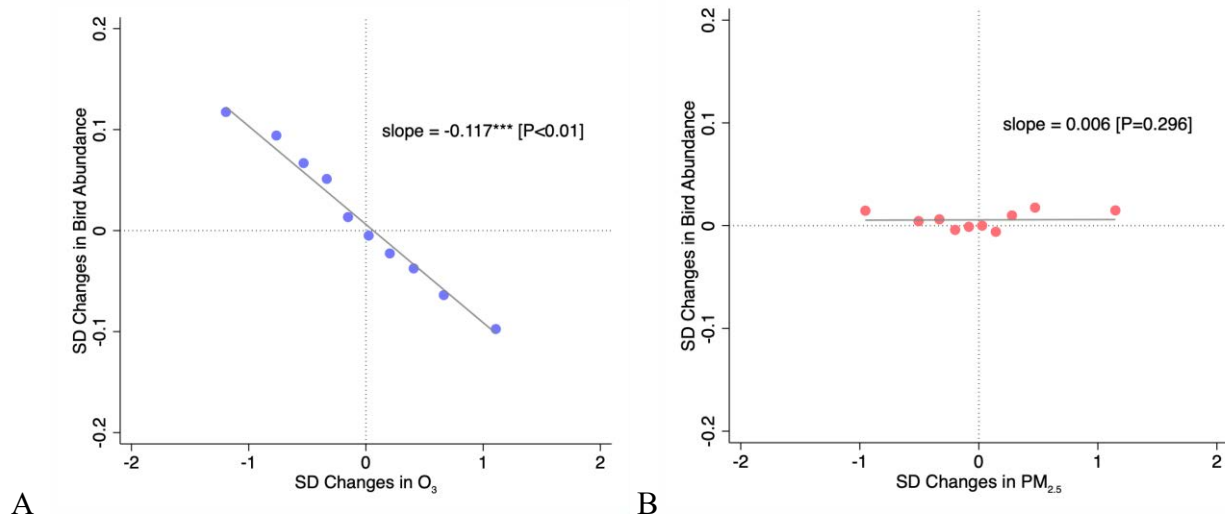 0.2
0.1
0
-0.1
-0.2
SD Changes in Bird Abundance
slope = -0.117*** [P<0.01]
-2 -1 0 1 2
SD Changes in O₃
A
0.2
0.1
0
-0.1
-0.2
SD Changes in Bird Abundance
slope = 0.006 [P=0.296]
-2 -1 0 1 2
SD Changes in PM₂.₅
B